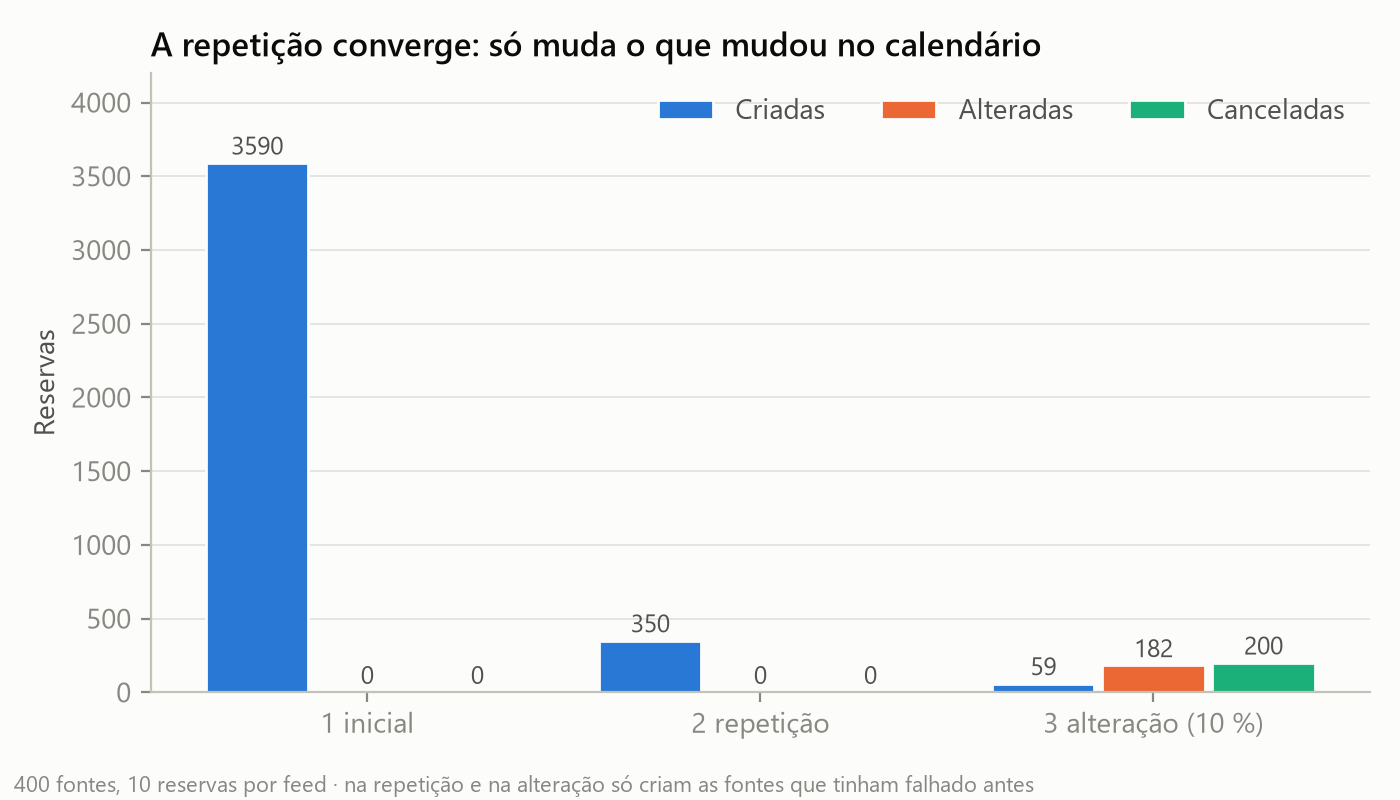 A repetição converge: só muda o que mudou no calendário
Criadas Alteradas Canceladas
Reservas
4000
3500
3000
2500
2000
1500
1000
500
0
3590
0
0
350
0
0
59
182
200
1 inicial
2 repetição
3 alteração (10 %)
400 fontes, 10 reservas por feed · na repetição e na alteração só criam as fontes que tinham falhado antes